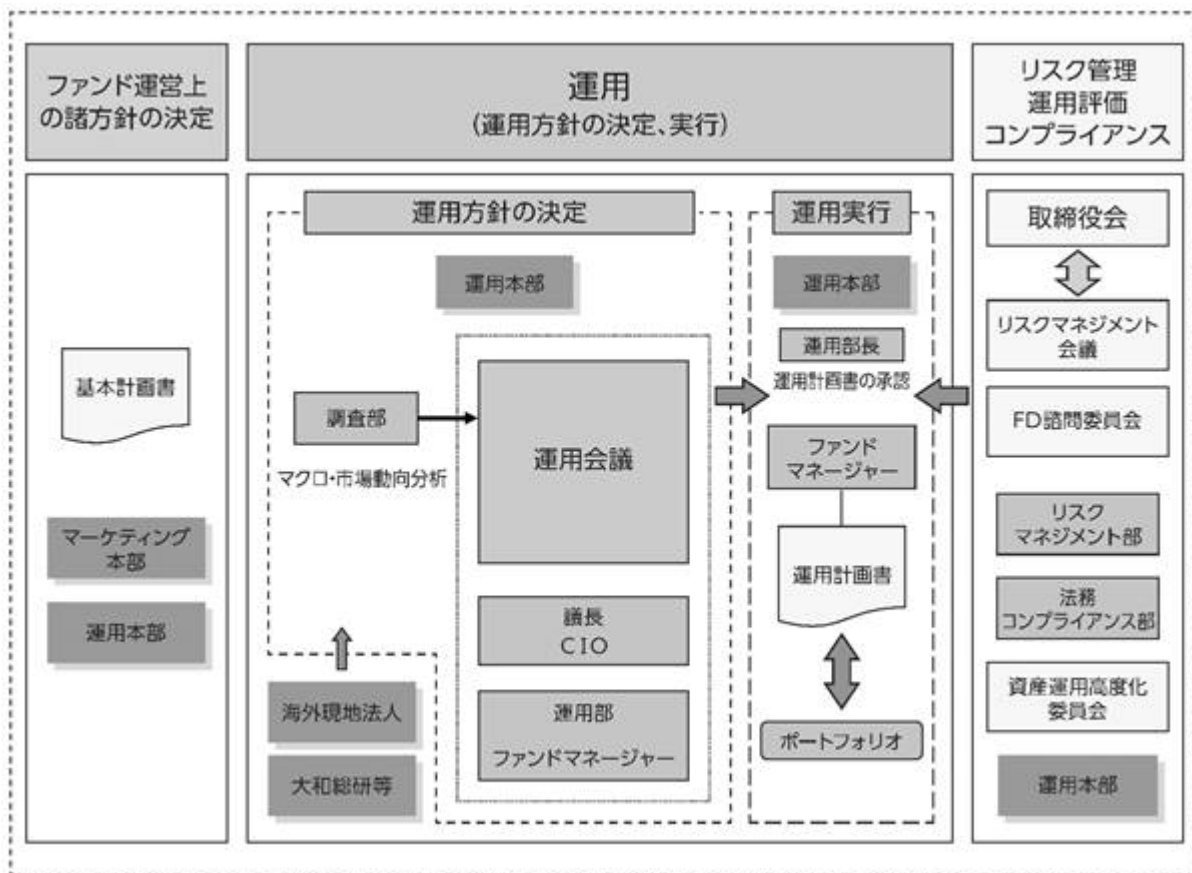 ファンド運営上
の諸方針の決定
運用
(運用方針の決定、実行)
リスク管理
運用評価
コンプライアンス
基本計画書
マーケティング
本部
運用本部
運用方針の決定
運用本部
調査部
マクロ・市場動向分析
運用会議
議長
CIO
運用部
ファンドマネージャー
海外現地法人
大和総研等
運用実行
運用本部
運用部長
運用計画書の承認
ファンド
マネージャー
運用計画書
ポートフォリオ
取締役会
リスクマネジメント
会議
FD諮問委員会
リスク
マネジメント部
法務
コンプライアンス部
資産運用高度化
委員会
運用本部